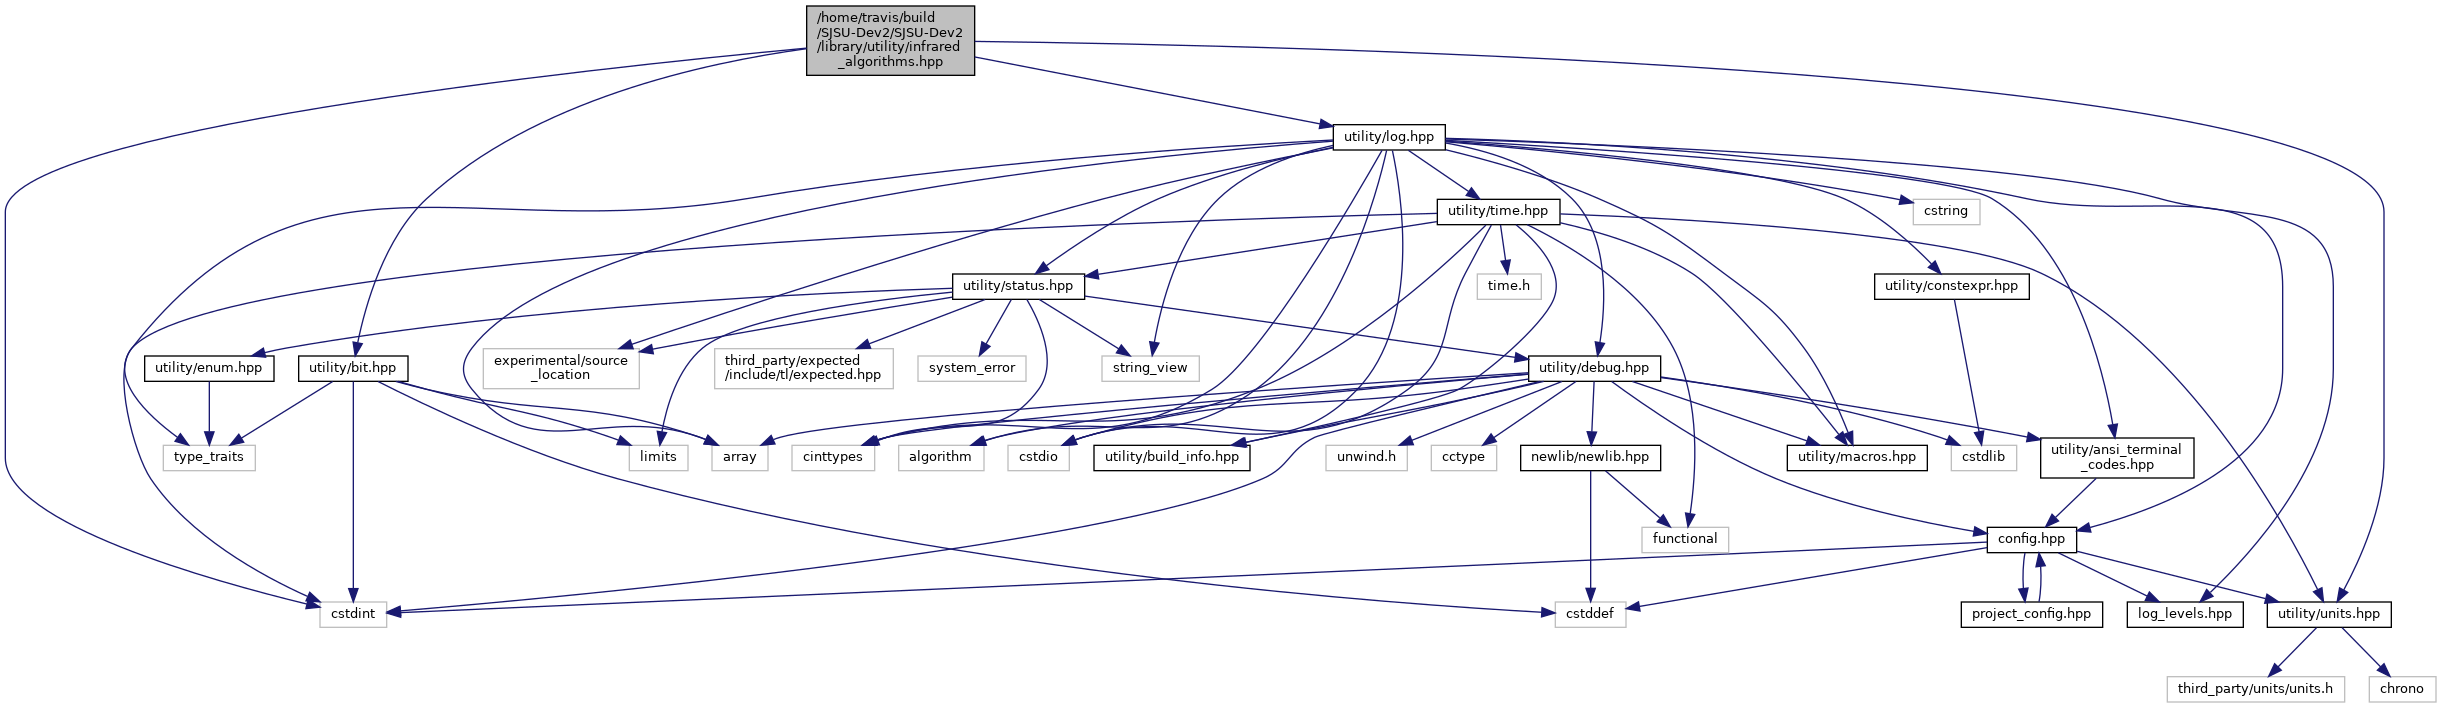 /home/travis/build
/SJSU-Dev2/SJSU-Dev2
/library/utility/infrared
_algorithms.hpp
utility/log.hpp
utility/time.hpp
cstring
utility/status.hpp
time.h
utility/constexpr.hpp
utility/enum.hpp
utility/bit.hpp
experimental/source
_location
third_party/expected
/include/tl/expected.hpp
system_error
string_view
utility/debug.hpp
type_traits
limits
array
cinttypes
algorithm
cstdio
utility/build_info.hpp
unwind.h
cctype
newlib/newlib.hpp
utility/macros.hpp
cstdlib
utility/ansi_terminal
_codes.hpp
functional
config.hpp
cstdint
cstddef
project_config.hpp
log_levels.hpp
utility/units.hpp
third_party/units/units.h
chrono